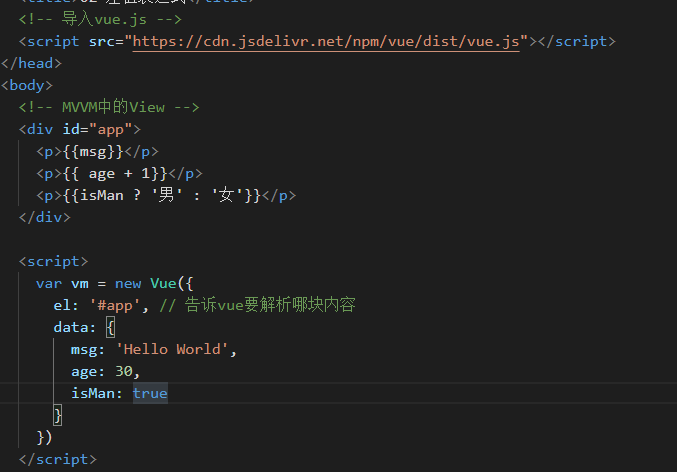 <!-- 导入vue.js -->
<script src="https://cdn.jsdelivr.net/npm/vue/dist/vue.js"></script>
</head>
<body>
<!-- MVVM中的View -->
<div id="app">
<p>{{msg}}</p>
<p>{{ age + 1}}</p>
<p>{{isMan ? '男' : '女'}}</p>
</div>
<script>
var vm = new Vue({
el: '#app', // 告诉vue要解析哪块内容
data: {
msg: 'Hello World',
age: 30,
isMan: true
}
})
</script>